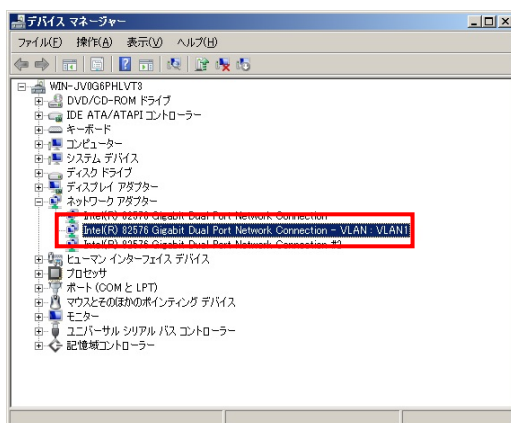 デバイス マネージャー
ファイル(F) 操作(A) 表示(V) ヘルプ(H)
WIN-JV0G6PHLVT3
DVD/CD-ROM ドライブ
IDE ATA/ATAPI コントローラー
キーボード
コンピューター
システム デバイス
ディスク ドライブ
ディスプレイ アダプター
ネットワーク アダプター
Intel(R) 82576 Gigabit Dual Port Network Connection
Intel(R) 82576 Gigabit Dual Port Network Connection - VLAN : VLAN1
Intel(R) 82576 Gigabit Dual Port Network Connection #2
ヒューマン インターフェイス デバイス
プロセッサ
ポート (COM と LPT)
マウスとそのほかのポインティング デバイス
モニター
ユニバーサル シリアル バス コントローラー
記憶域コントローラー